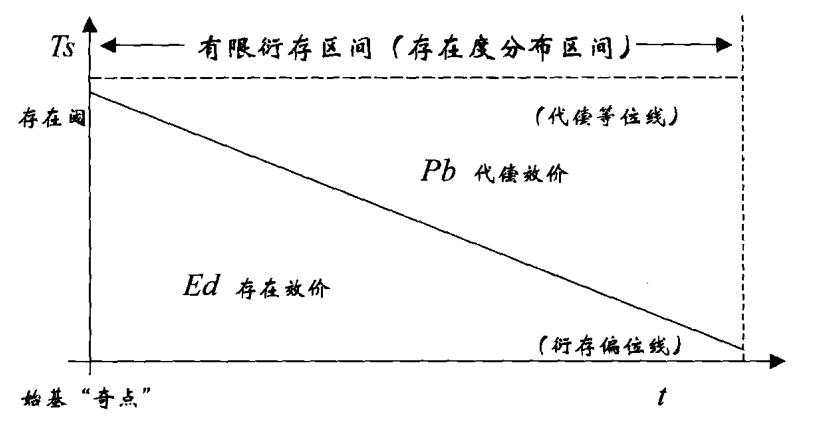 Ts
有限衍存区间（存在度分布区间）
存在阈
（代偿等位线）
Pb 代偿效价
Ed 存在效价
（衍存偏位线）
始基“奇点”
t